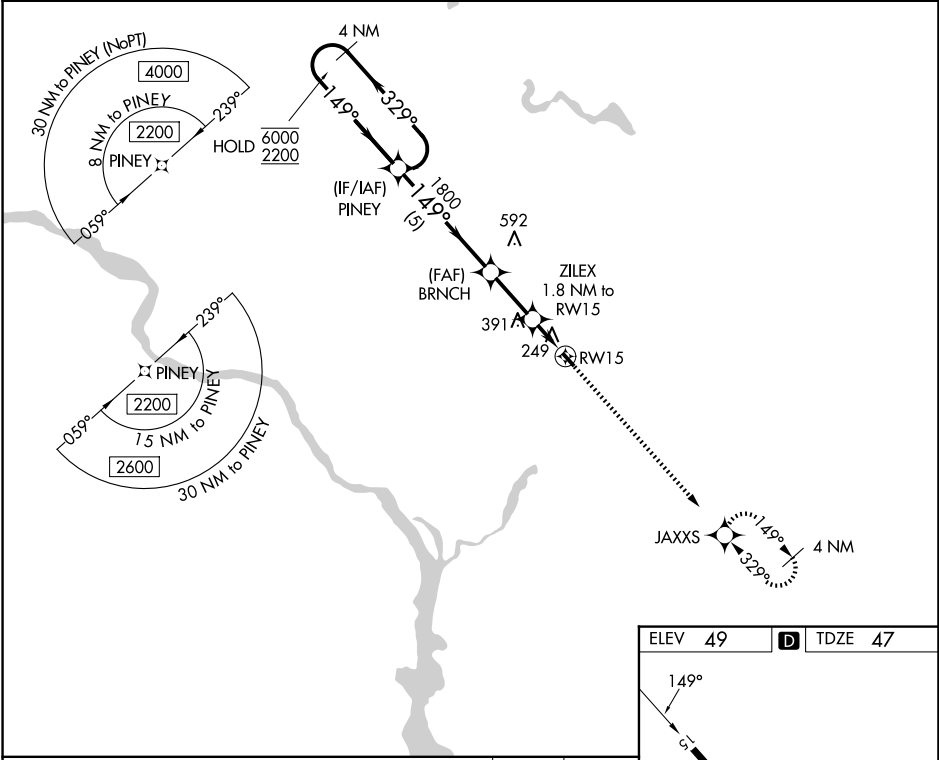 30 NM to PINEY (NoPT)
4000
8 NM to PINEY
2200
PINEY
239°
059°
4 NM
149°
329°
HOLD 6000
2200
(IF/IAF)
PINEY
1800
149°
(5)
592
(FAF)
BRNCH
ZILEX
1.8 NM to
RW15
391
249
RW15
239°
PINEY
059°
2200
15 NM to PINEY
2600
30 NM to PINEY
JAXXS
149°
329°
4 NM
ELEV 49 D TDZE 47
149°
15